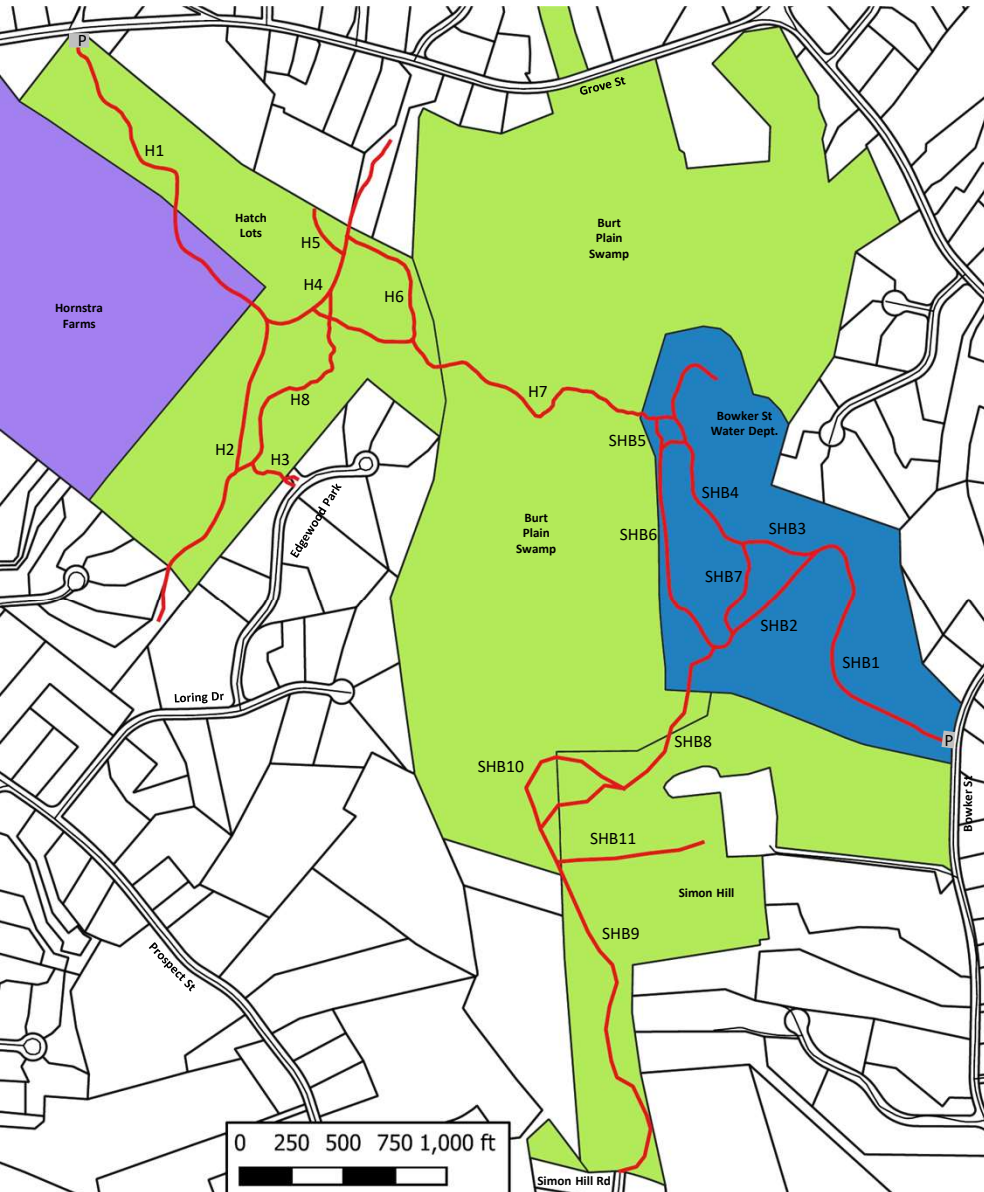 P
Grove St
H1
Hatch
Lots
H5
Burt
Plain
Swamp
H4
H6
Hornstra
Farms
H7
H8
Bowker St
Water Dept.
SHB5
H2
H3
SHB4
Edgewood Park
Burt
Plain
Swamp
SHB3
SHB6
SHB7
SHB2
SHB1
Loring Dr
P
SHB8
SHB10
Bowker St
SHB11
Simon Hill
SHB9
Prospect St
0 250 500 750 1,000 ft
Simon Hill Rd